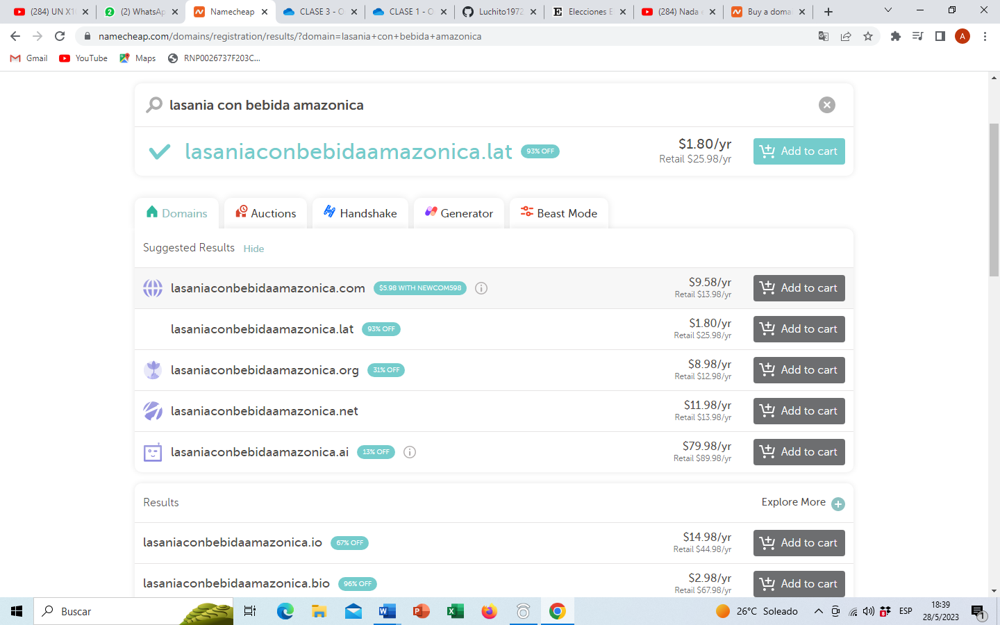 (284) UN X1
(2) WhatsAp
Namecheap
CLASE 3 - O
CLASE 1 - O
Luchito1972
Elecciones E
(284) Nada
Buy a doma
namecheap.com/domains/registration/results/?domain=lasania+con+bebida+amazonica
A
Gmail
YouTube
Maps
RNP0026737F203C...
lasania con bebida amazonica
lasaniaconbebidaamazonica.lat 93% OFF $1.80/yr Add to cart
Retail $25.98/yr
Domains
Auctions
Handshake
Generator
Beast Mode
Suggested Results Hide
lasaniaconbebidaamazonica.com $5.98 WITH NEWCOM598 $9.58/yr Add to cart
Retail $13.98/yr
lasaniaconbebidaamazonica.lat 93% OFF $1.80/yr Add to cart
Retail $25.98/yr
lasaniaconbebidaamazonica.org 31% OFF $8.98/yr Add to cart
Retail $12.98/yr
lasaniaconbebidaamazonica.net $11.98/yr Add to cart
Retail $13.98/yr
lasaniaconbebidaamazonica.ai 13% OFF $79.98/yr Add to cart
Retail $89.98/yr
Results Explore More
lasaniaconbebidaamazonica.io 67% OFF $14.98/yr Add to cart
Retail $44.98/yr
lasaniaconbebidaamazonica.bio 96% OFF $2.98/yr Add to cart
Retail $67.98/yr
Buscar
26°C Soleado
ESP
18:39
28/5/2023